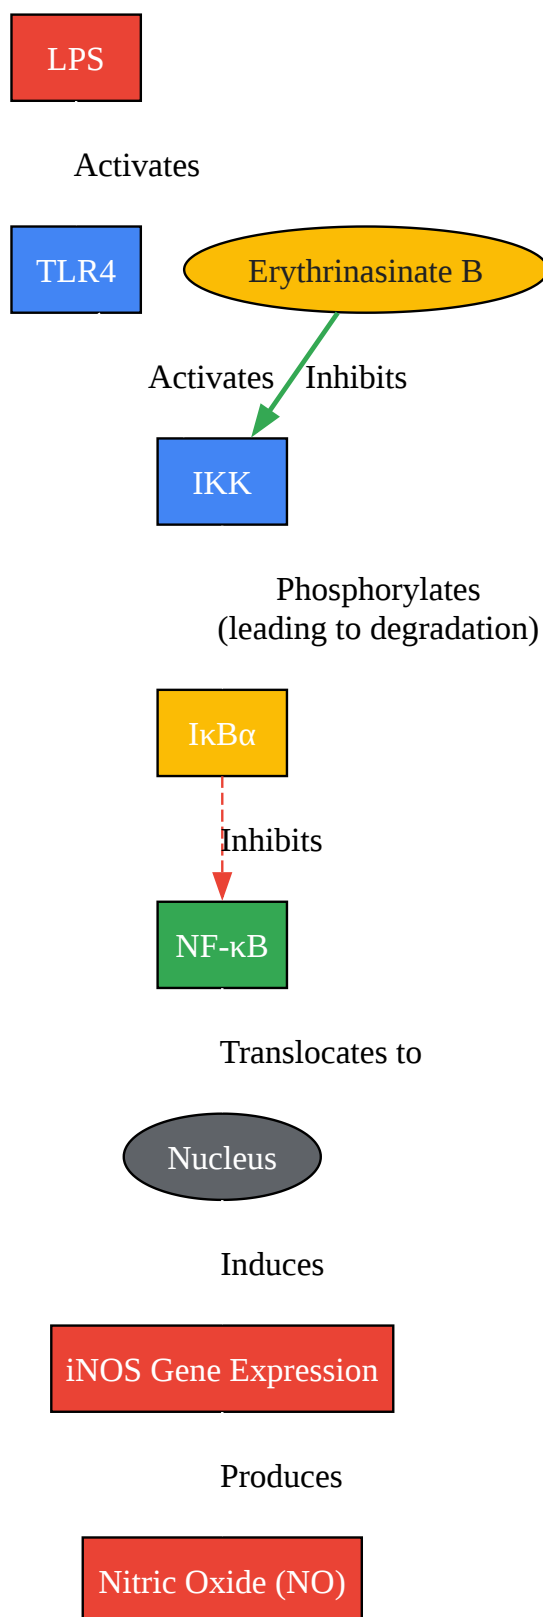 LPS
Activates
TLR4
Erythrinasinate B
Activates
Inhibits
IKK
Phosphorylates
(leading to degradation)
IκBα
Inhibits
NF-κB
Translocates to
Nucleus
Induces
iNOS Gene Expression
Produces
Nitric Oxide (NO)